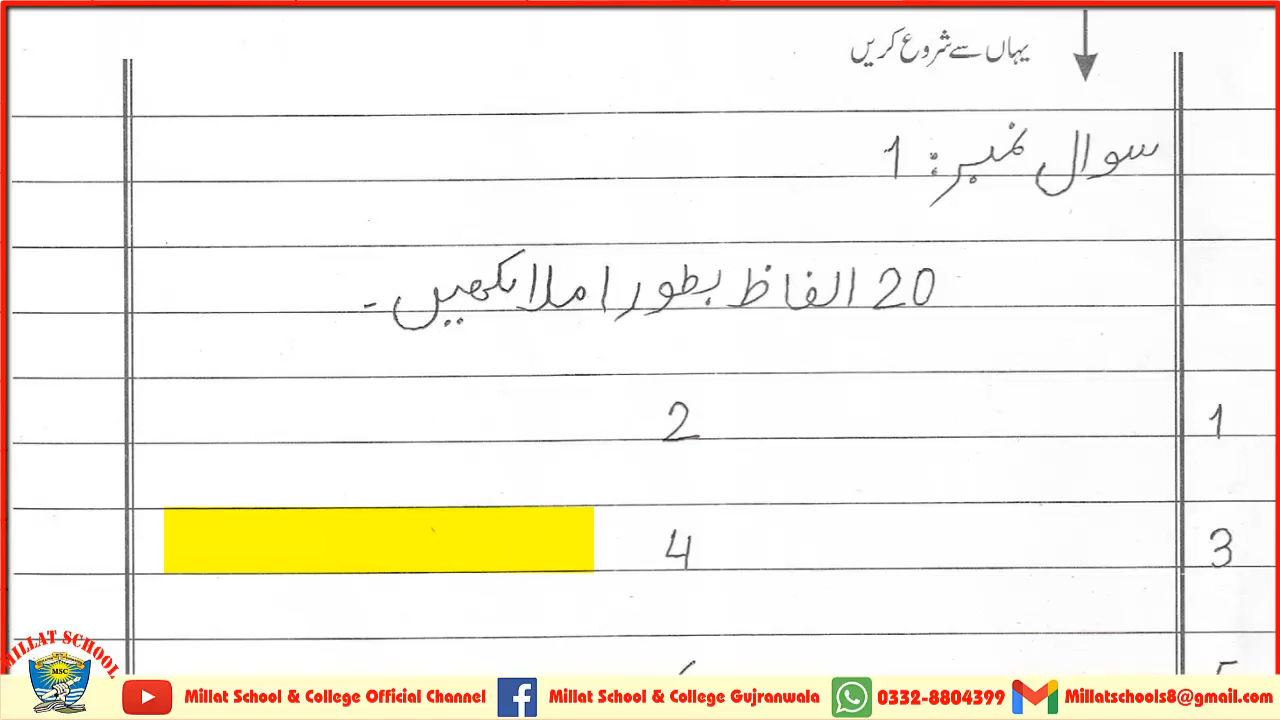 یہاں سے شروع کریں
سوال نمبر: 1
20 الفاظ بطور املا لکھیں۔
1 2
3 4
MILLAT SCHOOL
MSC
Millat School & College Official Channel Millat School & College Gujranwala 0332-8804399 Millatschools8@gmail.com